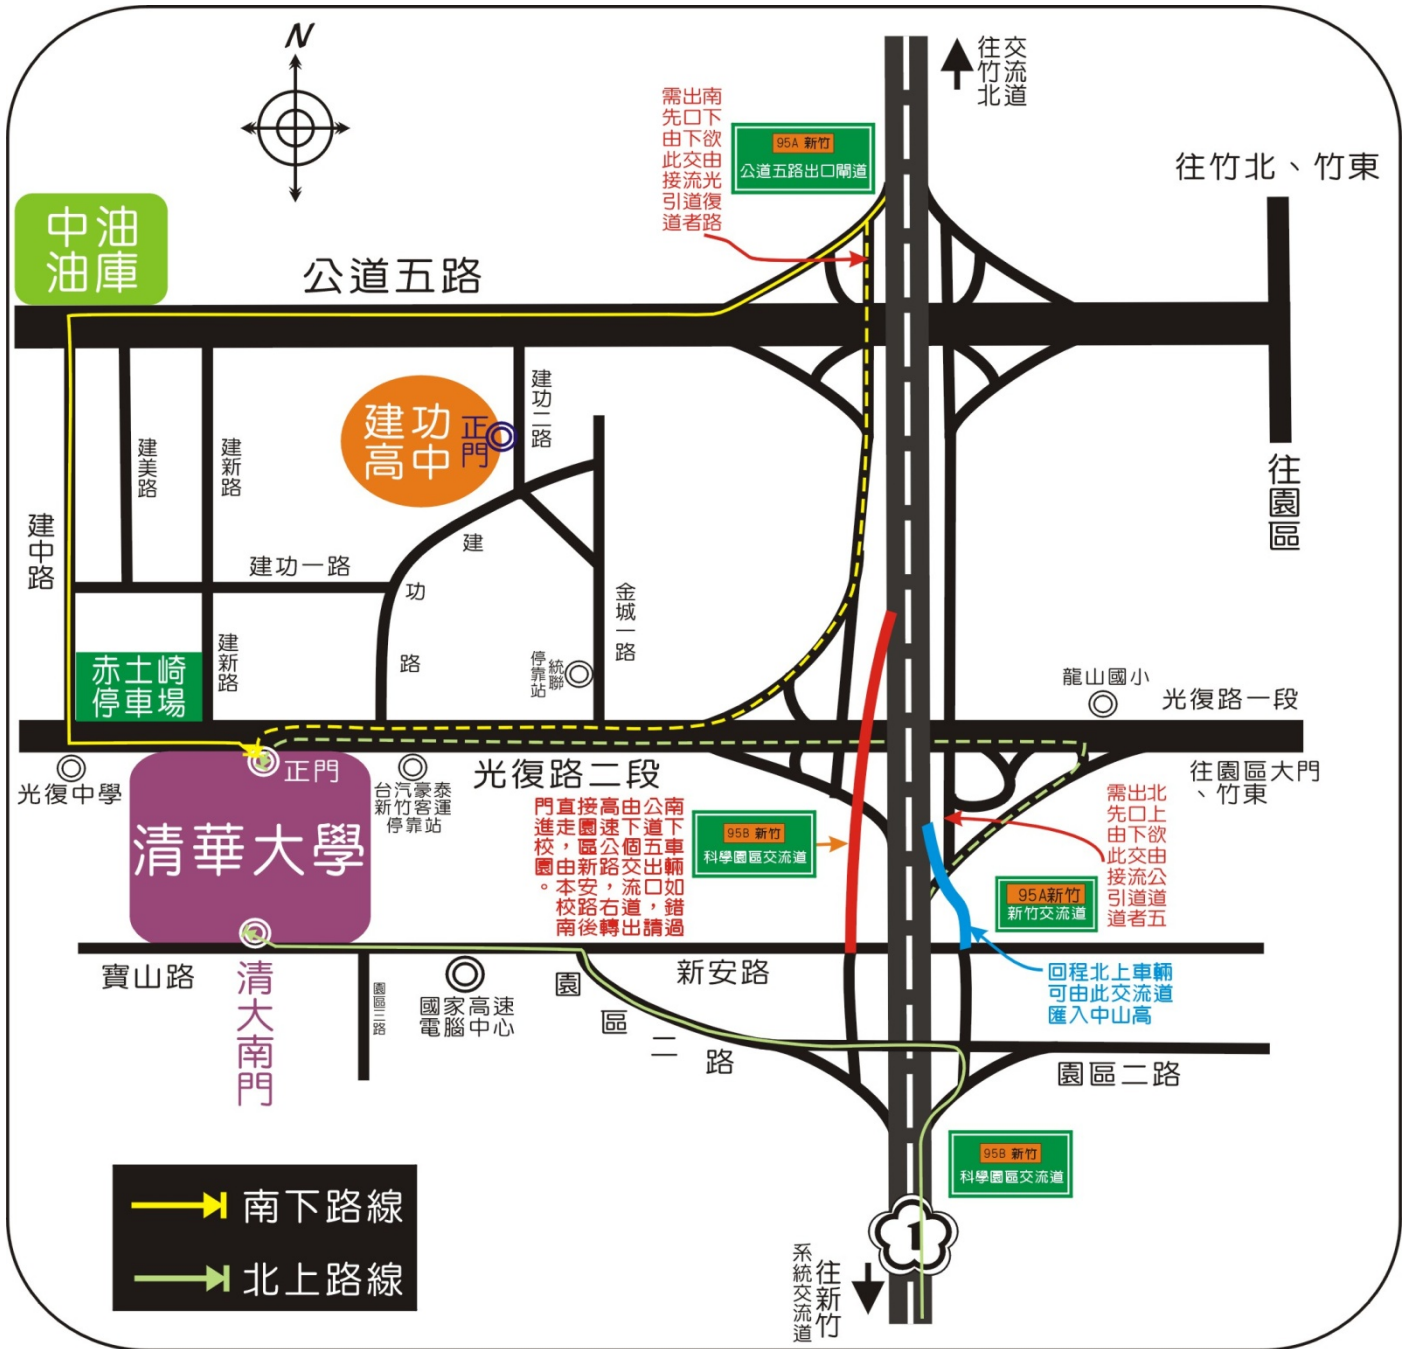 N
往竹北
交流道
南下欲由光復路
出口下交流道者
需先由此接引道
95A 新竹
公道五路出口閘道
往竹北、竹東
中油
油庫
公道五路
建功
高中
正門
建功二路
建美路
建新路
往園區
建中路
建功一路
建功路
金城一路
赤土崎
停車場
建新路
統聯
停靠站
龍山國小
光復路一段
正門
光復中學
台汽豪泰
新竹客運
停靠站
光復路二段
往園區大門
、竹東
清華大學
南下車輛如錯過
公道五出口，請
由下個交流道出
高速公路，右轉
接園區新安路後
直走，由本校南
門進校園。
95B 新竹
科學園區交流道
北上欲由公道五
出口下交流道者
需先由此接引道
95A新竹
新竹交流道
寶山路
清大南門
園區三路
國家高速
電腦中心
園區二路
新安路
回程北上車輛
可由此交流道
匯入中山高
園區二路
95B 新竹
科學園區交流道
南下路線
北上路線
1
往新竹
系統交流道